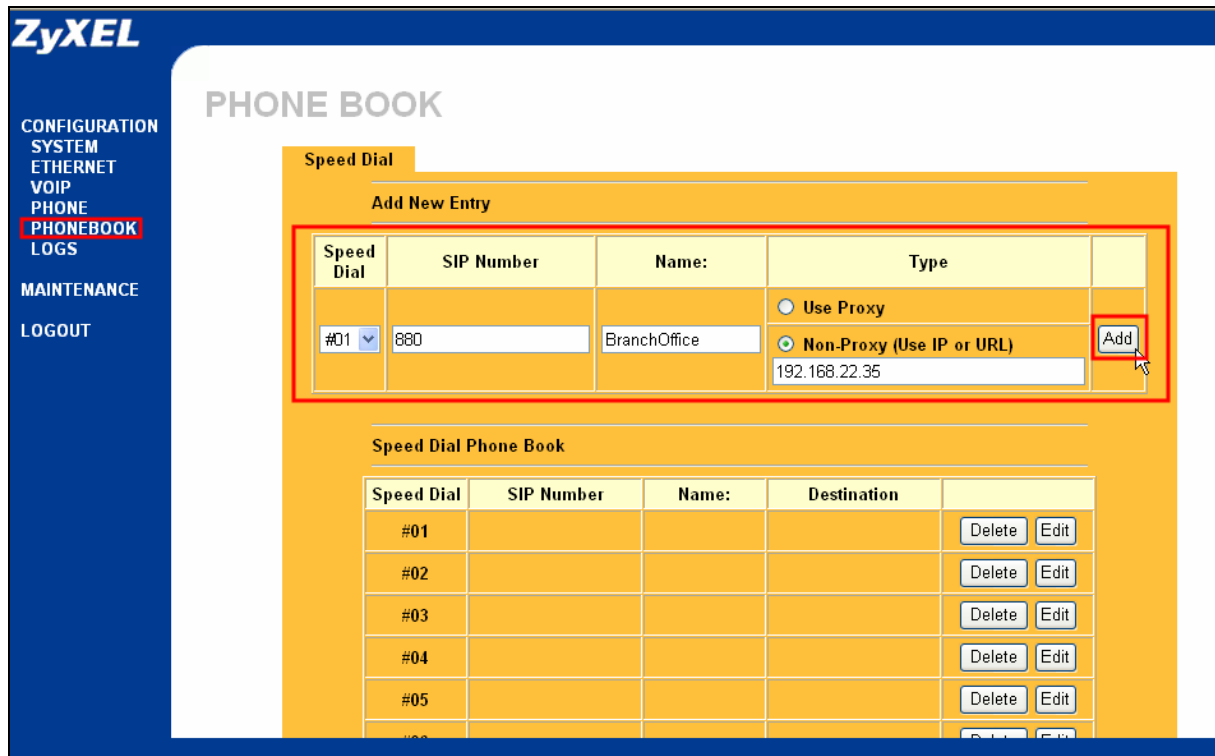 ZyXEL
PHONE BOOK
CONFIGURATION
SYSTEM
ETHERNET
VOIP
PHONE
PHONEBOOK
LOGS
MAINTENANCE
LOGOUT
Speed Dial
Add New Entry
Speed Dial SIP Number Name: Type
#01 880 BranchOffice Use Proxy
Non-Proxy (Use IP or URL) Add
192.168.22.35
Speed Dial Phone Book
Speed Dial SIP Number Name: Destination
#01 Delete Edit
#02 Delete Edit
#03 Delete Edit
#04 Delete Edit
#05 Delete Edit